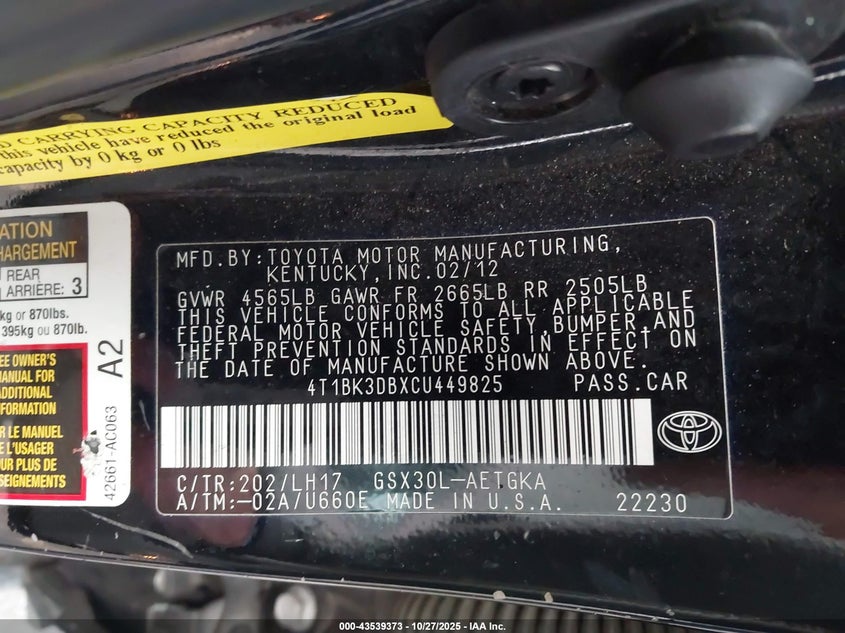 D CARRYING CAPACITY REDUCED
this vehicle have reduced the original load
capacity by 0 kg or 0 lbs
ATION
HARGEMENT
REAR
ARRIERE: 3
kg or 870lbs.
395kg ou 870lb.
EE OWNER'S
MANUAL FOR
ADDITIONAL
INFORMATION
R LE MANUEL
L'USAGER
OUR PLUS DE
SEIGNEMENTS
A2
42661-AC063
MFD.BY:TOYOTA MOTOR MANUFACTURING,
KENTUCKY,INC.02/12
GVWR 4565LB GAWR FR 2665LB RR 2505LB
THIS VEHICLE CONFORMS TO ALL APPLICABLE
FEDERAL MOTOR VEHICLE SAFETY,BUMPER,AND
THEFT PREVENTION STANDARDS IN EFFECT ON
THE DATE OF MANUFACTURE SHOWN ABOVE.
4T1BK3DBXCU449825 PASS.CAR
C/TR:202/LH17 GSX30L-AETGKA
A/TM:-02A/U660E MADE IN U.S.A. 22230
000-43539373 - 10/27/2025 - IAA Inc.